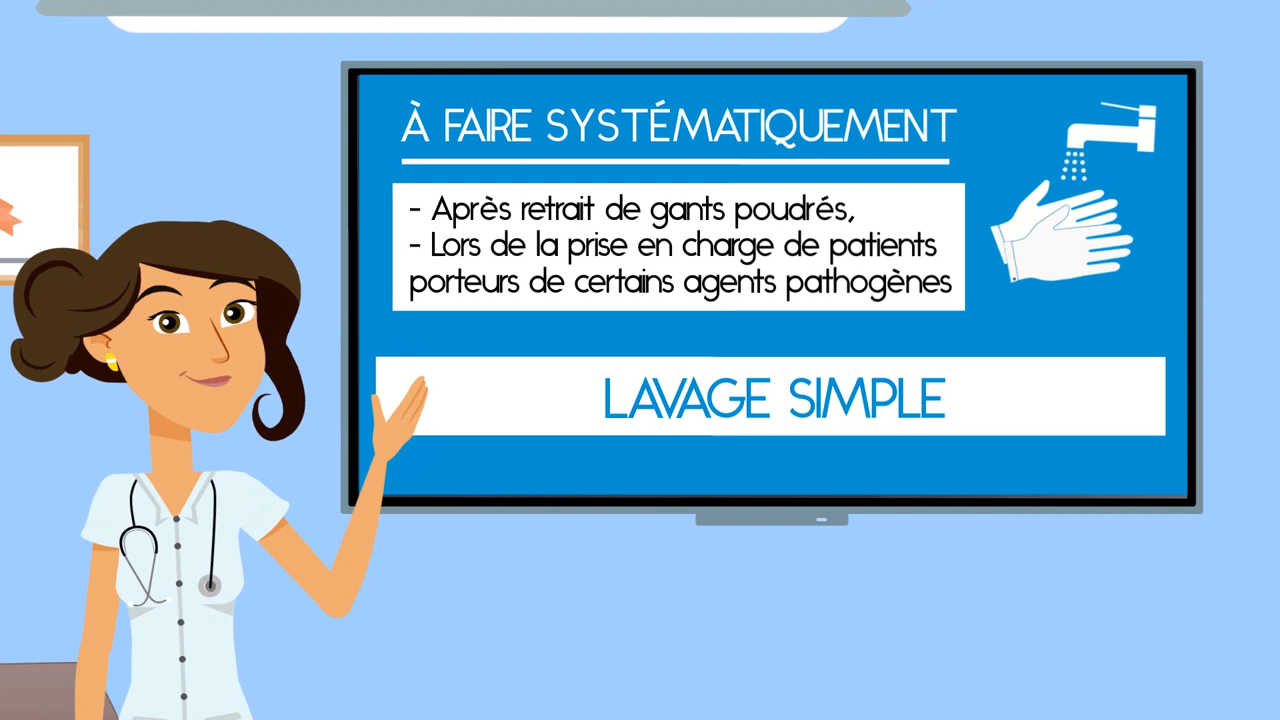 À FAIRE SYSTÉMATIQUEMENT
- Après retrait de gants poudrés,
- Lors de la prise en charge de patients
porteurs de certains agents pathogènes
LAVAGE SIMPLE